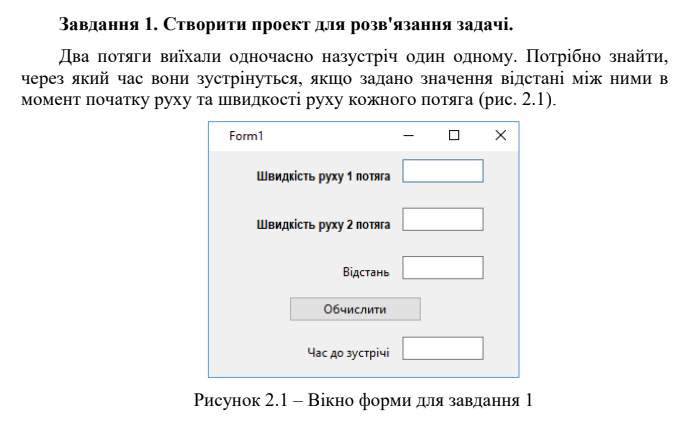 Завдання 1. Створити проект для розв'язання задачі.
Два потяги виїхали одночасно назустріч один одному. Потрібно знайти,
через який час вони зустрінуться, якщо задано значення відстані між ними в
момент початку руху та швидкості руху кожного потяга (рис. 2.1).
Form1
Швидкість руху 1 потяга
Швидкість руху 2 потяга
Відстань
Обчислити
Час до зустрічі
Рисунок 2.1 – Вікно форми для завдання 1